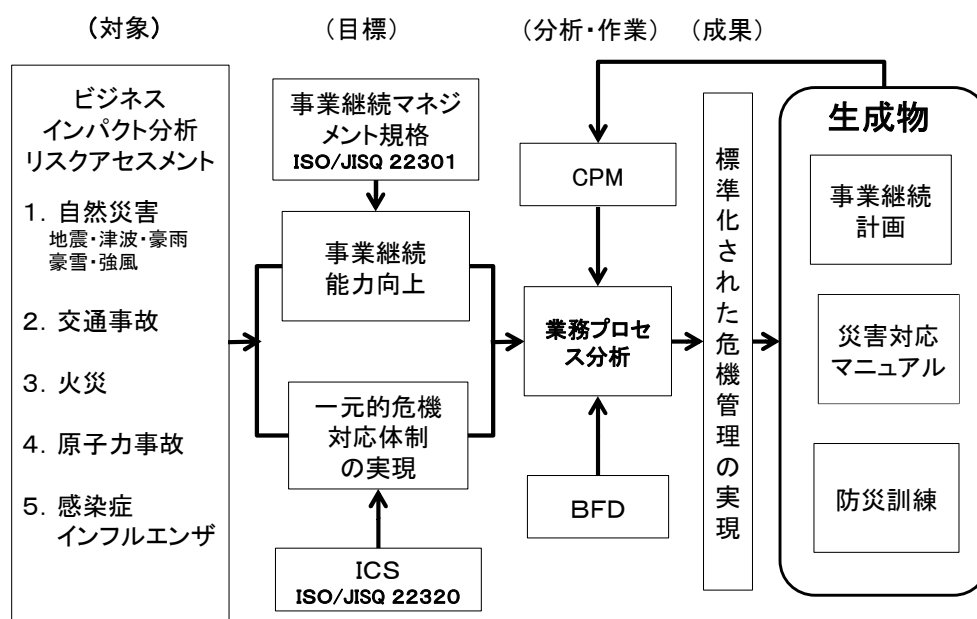 (対象)
(目標)
(分析・作業)
(成果)
ビジネス
インパクト分析
リスクアセスメント
1. 自然災害
地震・津波・豪雨
豪雪・強風
2. 交通事故
3. 火災
4. 原子力事故
5. 感染症
インフルエンザ
事業継続マネジ
メント規格
ISO/JISQ 22301
事業継続
能力向上
一元的危機
対応体制
の実現
ICS
ISO/JISQ 22320
CPM
業務プロセ
ス分析
BFD
標準化された危機管理の実現
生成物
事業継続
計画
災害対応
マニュアル
防災訓練